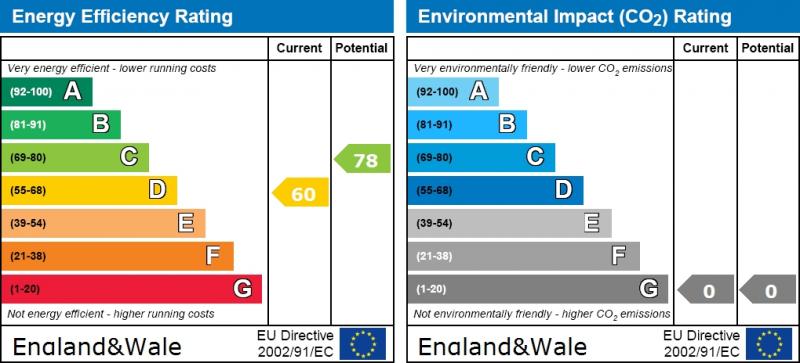 Energy Efficiency Rating
Current Potential
Very energy efficient - lower running costs
(92-100) A
(81-91) B
(69-80) C
78
(55-68) D
60
(39-54) E
(21-38) F
(1-20) G
Not energy efficient - higher running costs
England&Wale
EU Directive
2002/91/EC
Environmental Impact (CO2) Rating
Current Potential
Very environmentally friendly - lower CO2 emissions
(92-100) A
(81-91) B
(69-80) C
(55-68) D
(39-54) E
(21-38) F
(1-20) G
0 0
Not environmentally friendly - higher CO2 emissions
England&Wale
EU Directive
2002/91/EC